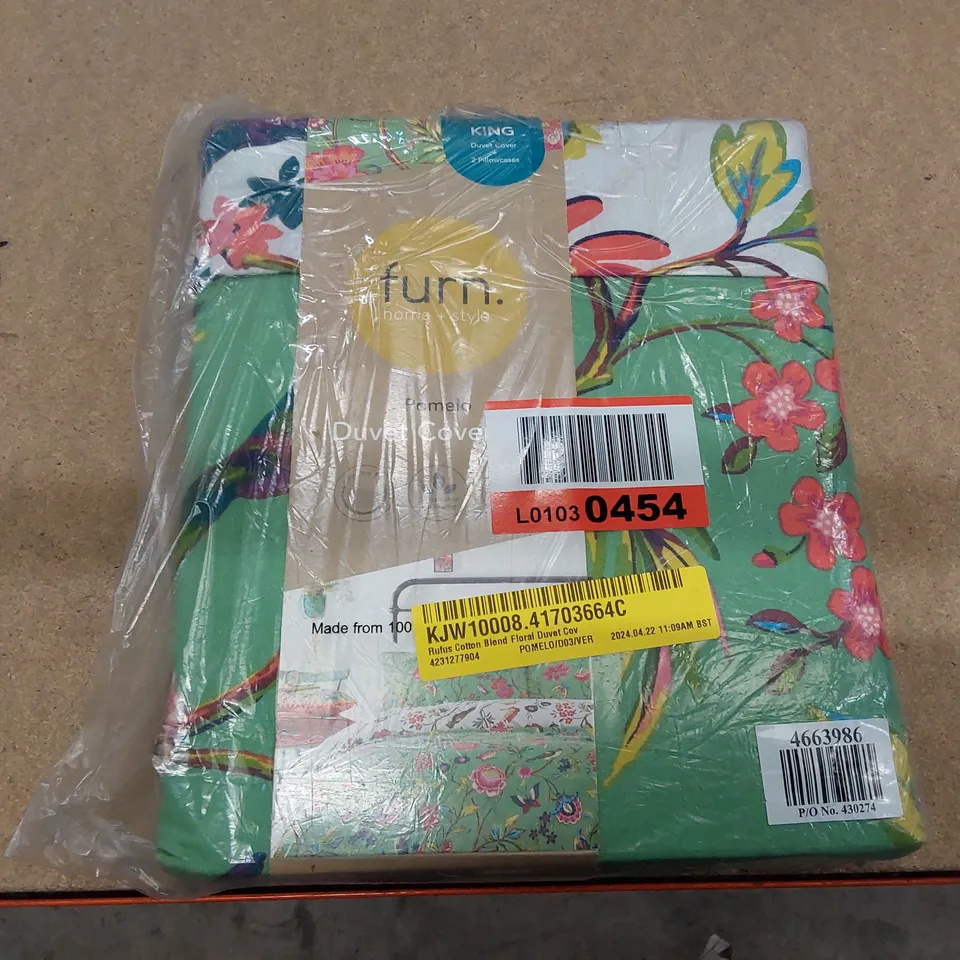 KING
Duvet Cover
+
2 Pillowcases
furn.
home + style
Pomelo
Duvet Cover
L0103 0454
Made from 100
KJW10008.41703664C
Rufus Cotton Blend Floral Duvet Cov
POMELO/D03/VER 2024.04.22 11:09AM BST
4231277904
4663986
P/O No. 430274